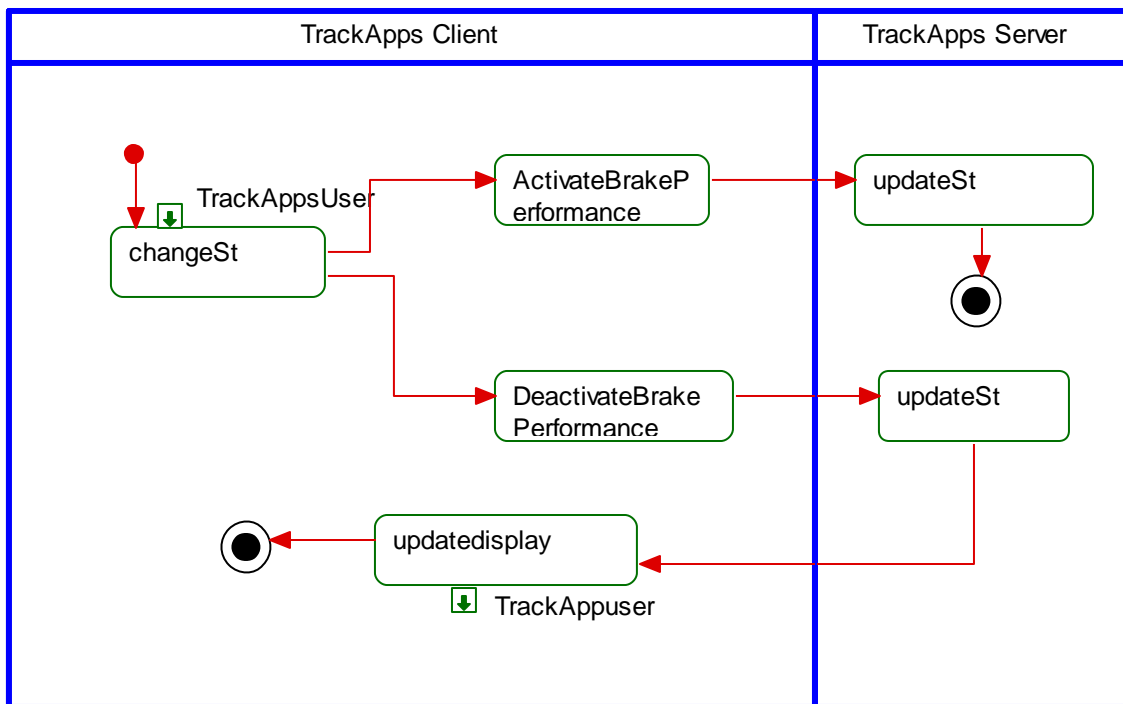 TrackApps Client
TrackApps Server
TrackAppsUser
changeSt
ActivateBrakeP
erformance
updateSt
DeactivateBrake
Performance
updateSt
updatedisplay
TrackAppuser